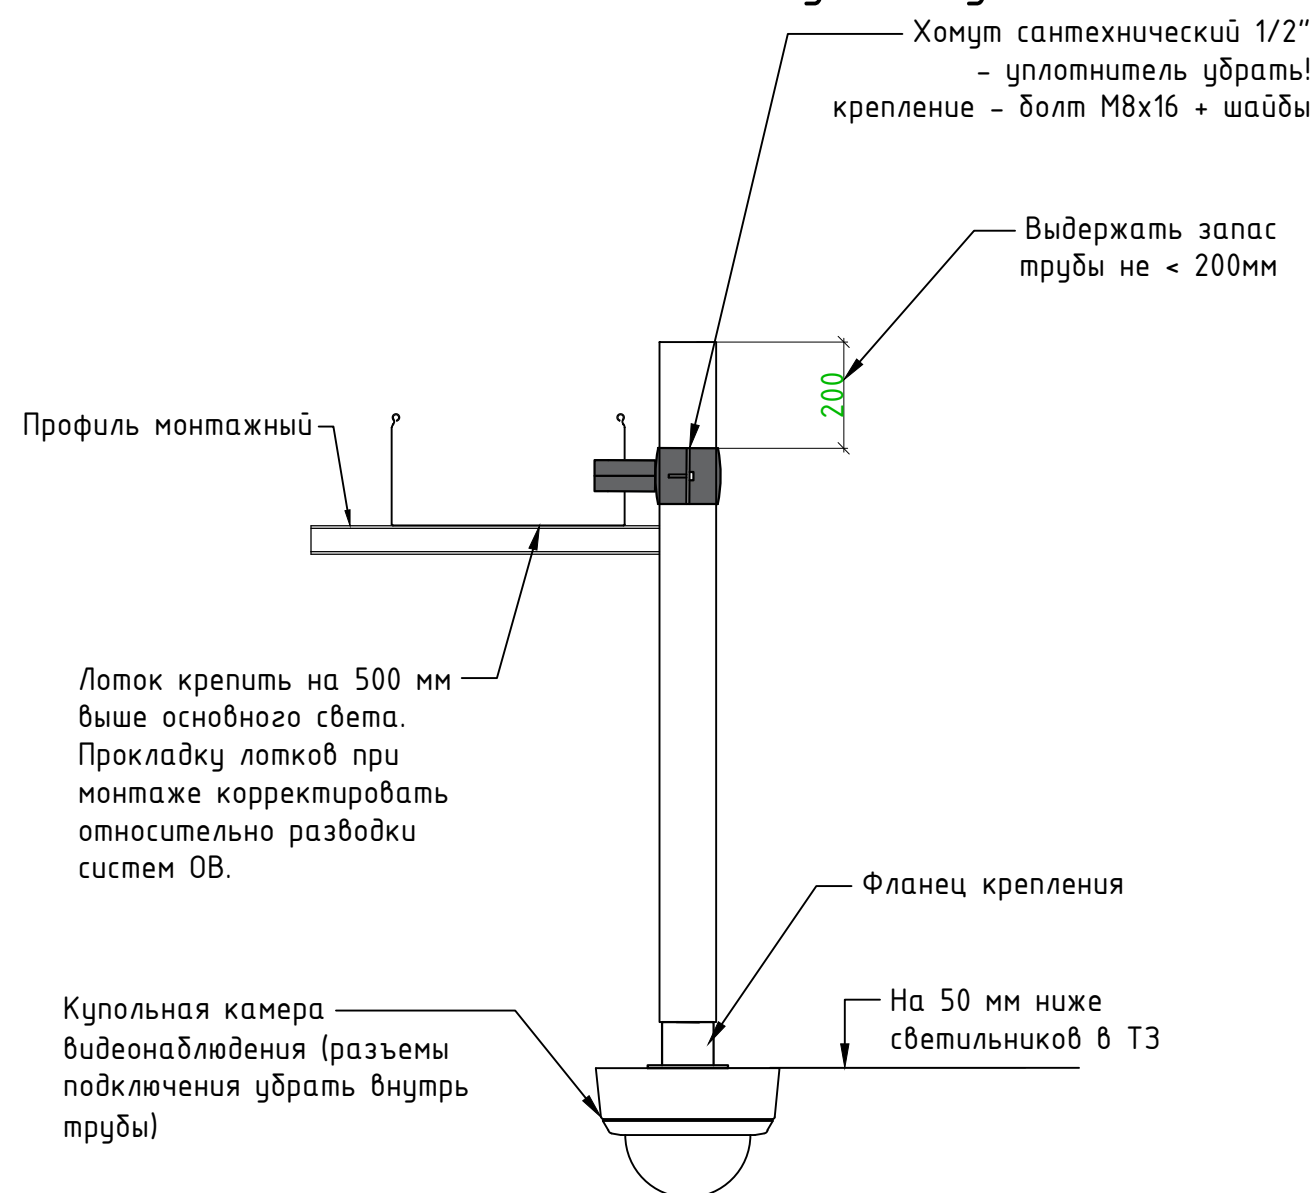 Хомут сантехнический 1/2"
- уплотнитель убрать!
крепление - болт М8х16 + шайбы
Выдержать запас
трубы не < 200мм
200
Профиль монтажный
Лоток крепить на 500 мм
выше основного света.
Прокладку лотков при
монтаже корректировать
относительно разводки
систем ОВ.
Фланец крепления
На 50 мм ниже
светильников в ТЗ
Купольная камера
видеонаблюдения (разъемы
подключения убрать внутрь
трубы)